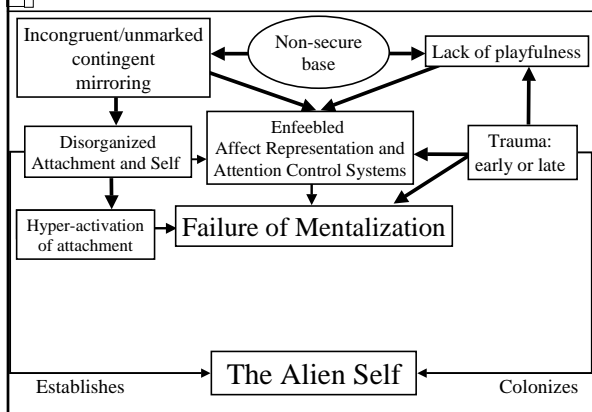 Incongruent/unmarked
contingent
mirroring
Non-secure
base
Lack of playfulness
Disorganized
Attachment and Self
Enfeebled
Affect Representation and
Attention Control Systems
Trauma:
early or late
Hyper-activation
of attachment
Failure of Mentalization
The Alien Self
Establishes
Colonizes